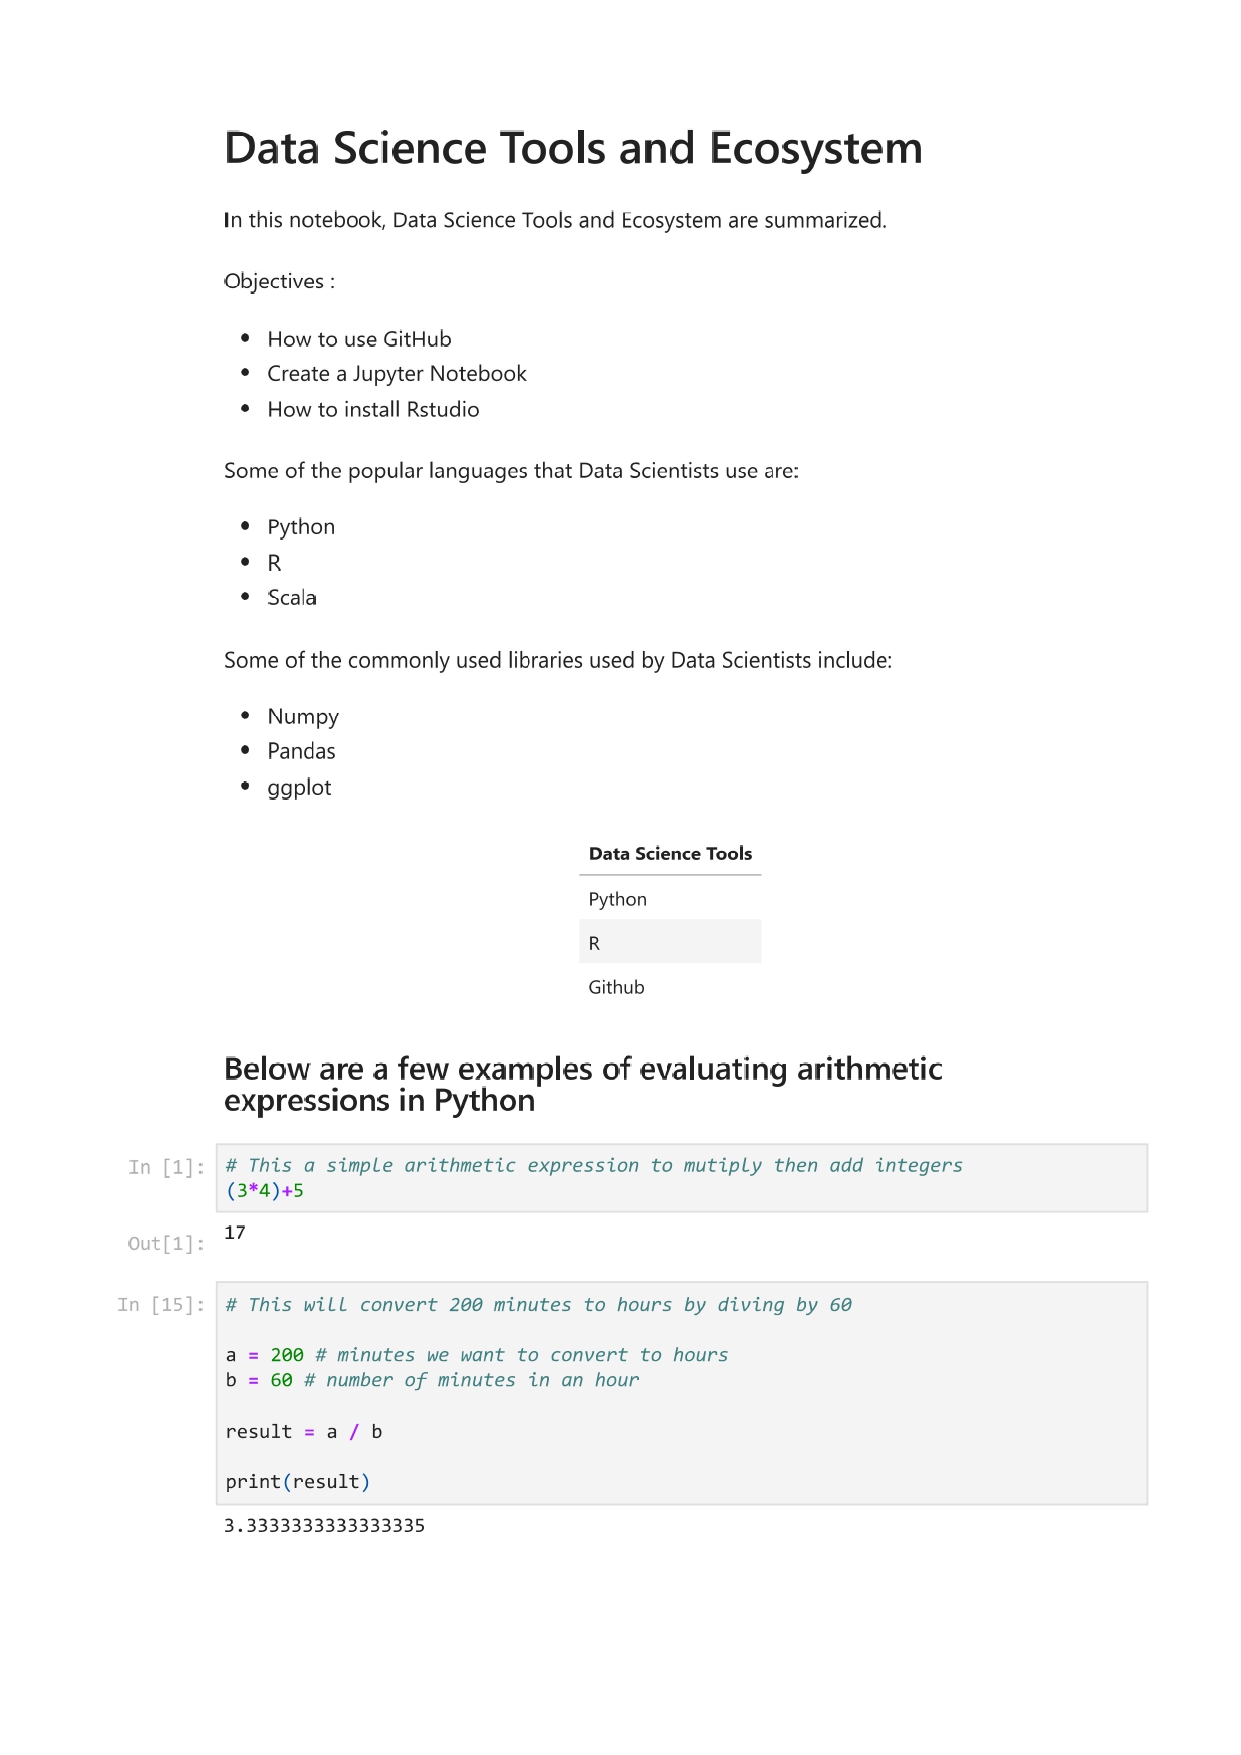 Data Science Tools and Ecosystem
In this notebook, Data Science Tools and Ecosystem are summarized.
Objectives :
• How to use GitHub
• Create a Jupyter Notebook
• How to install Rstudio
Some of the popular languages that Data Scientists use are:
• Python
• R
• Scala
Some of the commonly used libraries used by Data Scientists include:
• Numpy
• Pandas
• ggplot
Data Science Tools
Python
R
Github
Below are a few examples of evaluating arithmetic
expressions in Python
In [1]: # This a simple arithmetic expression to mutiply then add integers
(3*4)+5
Out[1]: 17
In [15]: # This will convert 200 minutes to hours by diving by 60
a = 200 # minutes we want to convert to hours
b = 60 # number of minutes in an hour
result = a / b
print(result)
3.3333333333333335